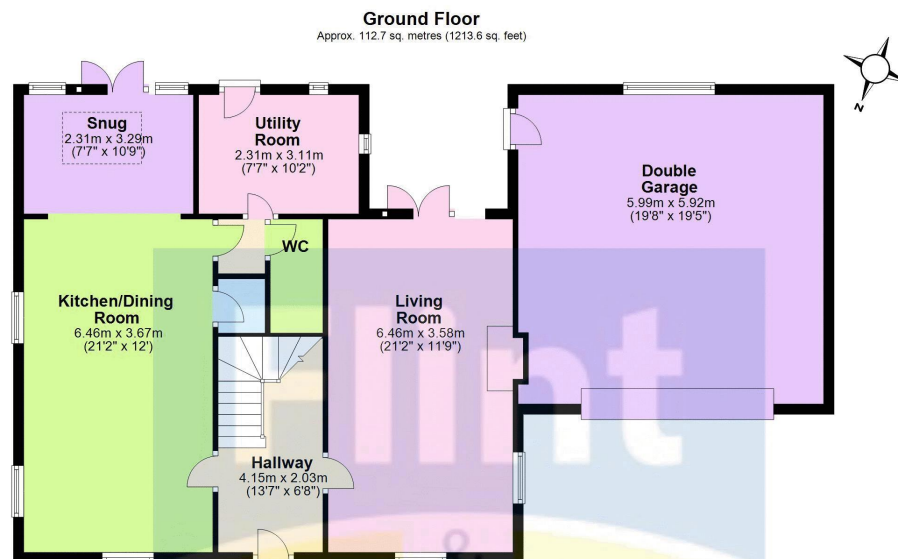 Ground Floor
Approx. 112.7 sq. metres (1213.6 sq. feet)
N
Snug
2.31m x 3.29m
(7'7" x 10'9")
Utility
Room
2.31m x 3.11m
(7'7" x 10'2")
Double
Garage
5.99m x 5.92m
(19'8" x 19'5")
WC
Kitchen/Dining
Room
6.46m x 3.67m
(21'2" x 12')
Living
Room
6.46m x 3.58m
(21'2" x 11'9")
Hallway
4.15m x 2.03m
(13'7" x 6'8")
Flint
&